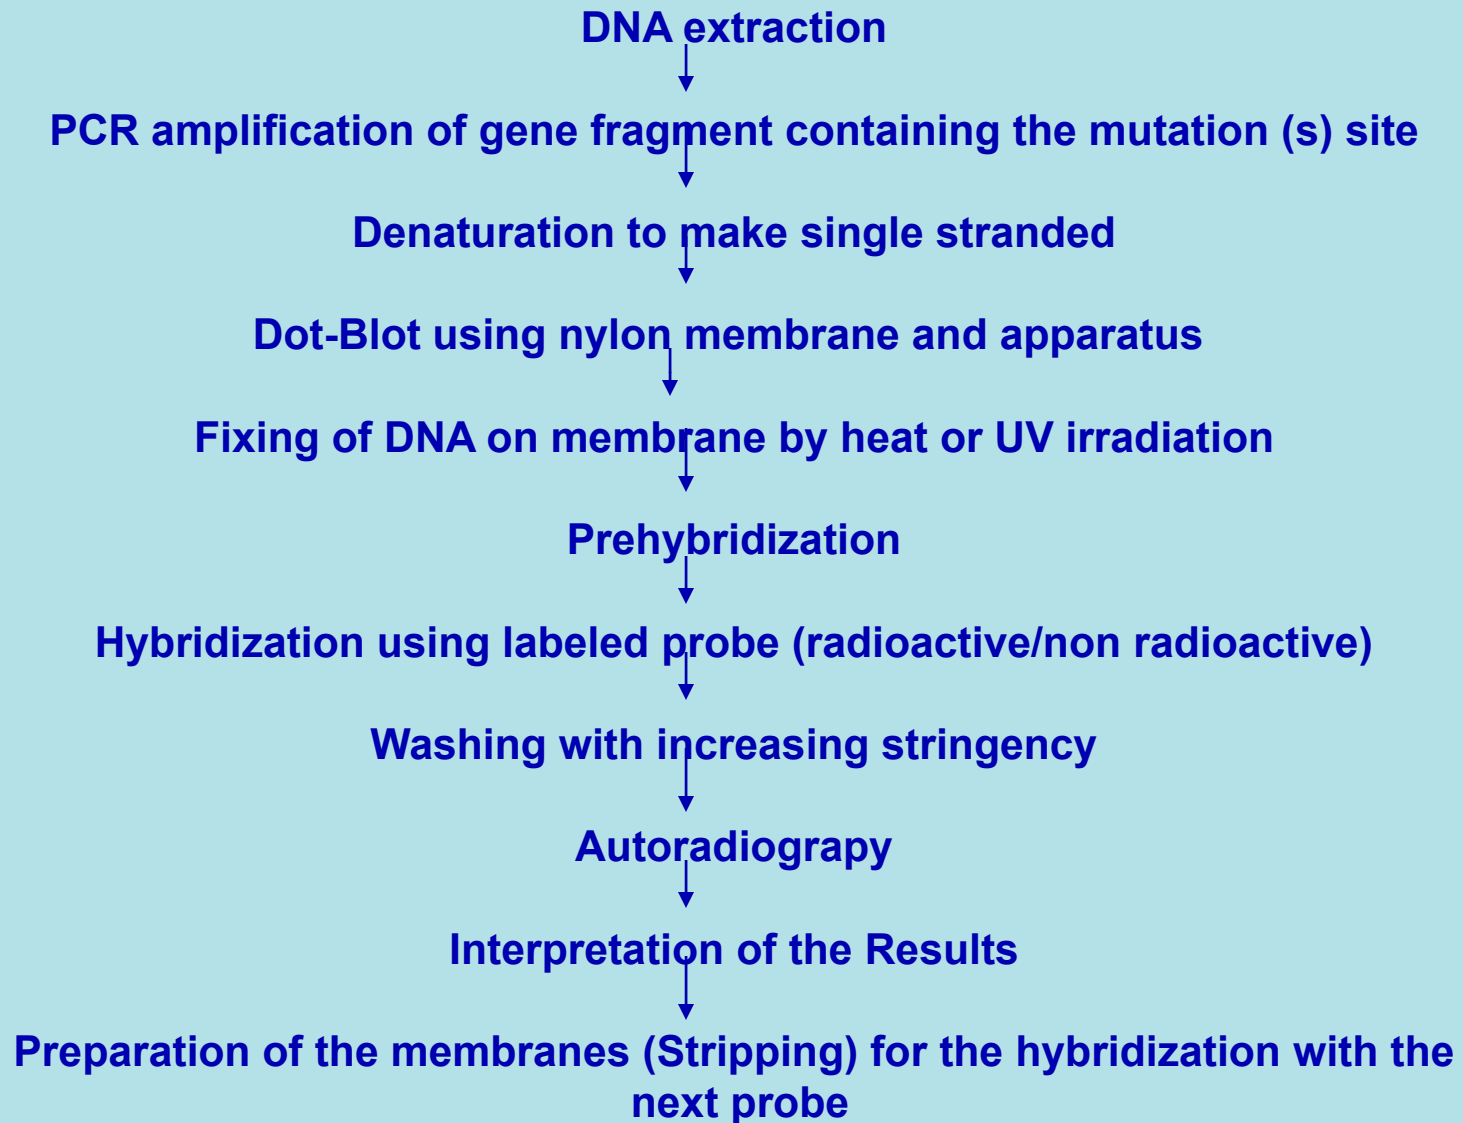 DNA extraction
PCR amplification of gene fragment containing the mutation (s) site
Denaturation to make single stranded
Dot-Blot using nylon membrane and apparatus
Fixing of DNA on membrane by heat or UV irradiation
Prehybridization
Hybridization using labeled probe (radioactive/non radioactive)
Washing with increasing stringency
Autoradiograpy
Interpretation of the Results
Preparation of the membranes (Stripping) for the hybridization with the
next probe